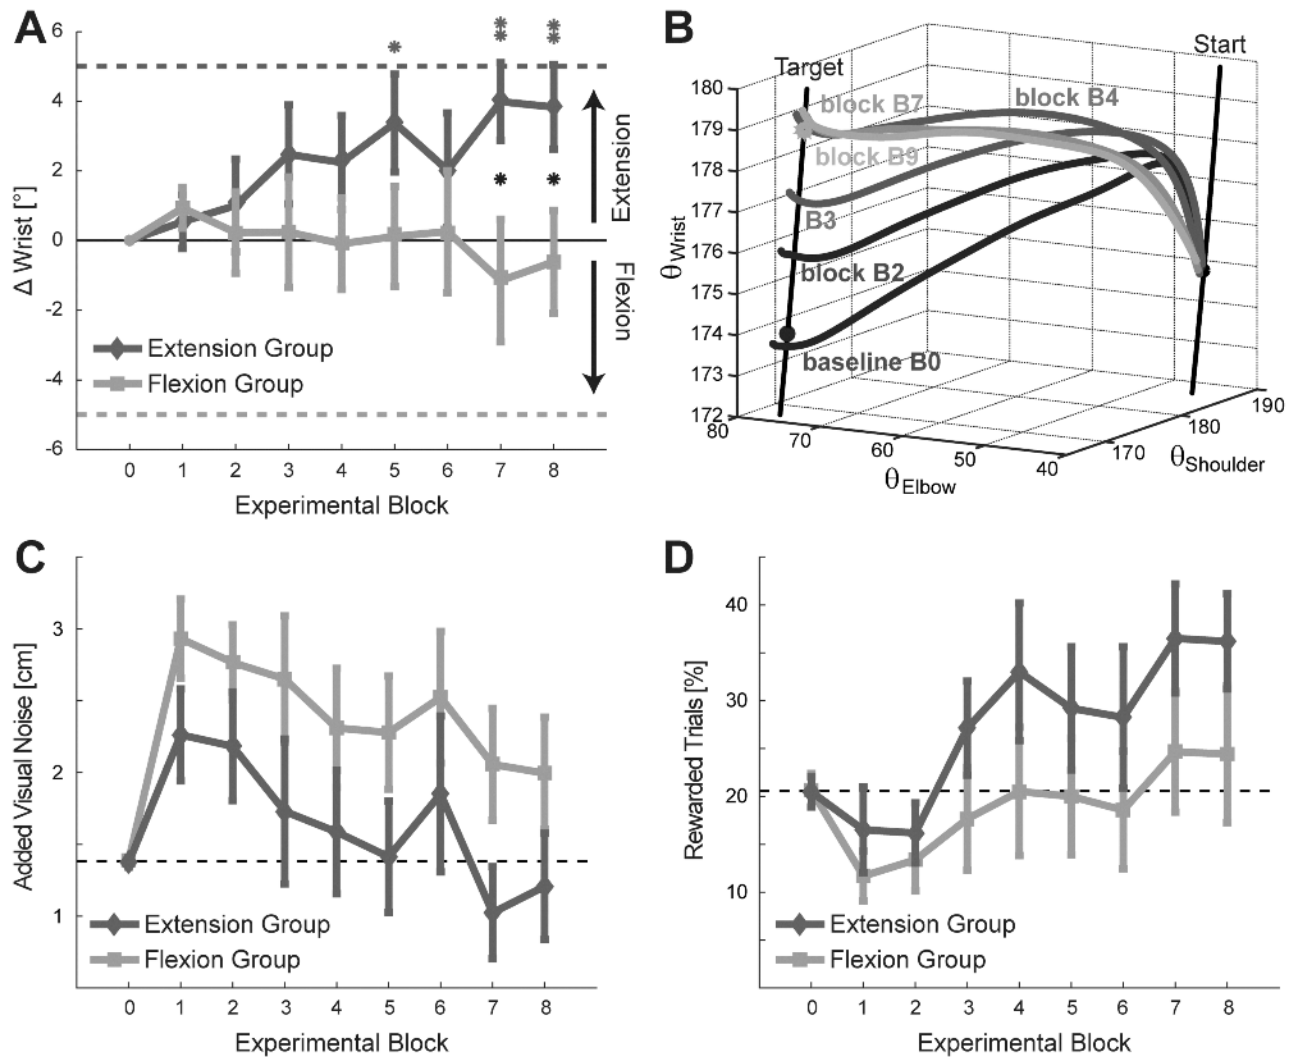 A
6
4
2
0
-2
-4
-6
Δ Wrist [°]
* ** **
* *
Extension
Flexion
Extension Group
Flexion Group
0 1 2 3 4 5 6 7 8
Experimental Block
B
Target
Start
180
179
178
177
176
175
174
173
172
θWrist
block B7
block B4
block B9
B3
block B2
baseline B0
80 70 60 50 40
θElbow
170 180 190
θShoulder
C
3
2
1
Added Visual Noise [cm]
Extension Group
Flexion Group
0 1 2 3 4 5 6 7 8
Experimental Block
D
40
30
20
10
Rewarded Trials [%]
Extension Group
Flexion Group
0 1 2 3 4 5 6 7 8
Experimental Block